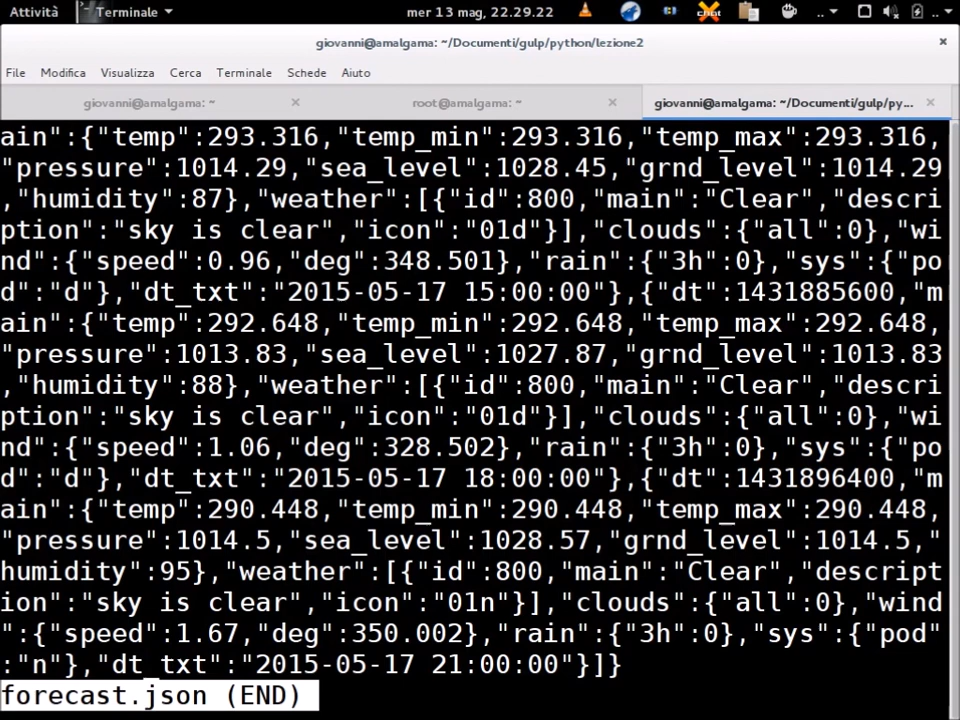 Attività Terminale mer 13 mag, 22.29.22
giovanni@amalgama: ~/Documenti/gulp/python/lezione2
File Modifica Visualizza Cerca Terminale Schede Aiuto
giovanni@amalgama: ~ root@amalgama: ~ giovanni@amalgama: ~/Documenti/gulp/py...
ain":{"temp":293.316,"temp_min":293.316,"temp_max":293.316,
"pressure":1014.29,"sea_level":1028.45,"grnd_level":1014.29
,"humidity":87},"weather":[{"id":800,"main":"Clear","descri
ption":"sky is clear","icon":"01d"}],"clouds":{"all":0},"wi
nd":{"speed":0.96,"deg":348.501},"rain":{"3h":0},"sys":{"po
d":"d"},"dt_txt":"2015-05-17 15:00:00"},{"dt":1431885600,"m
ain":{"temp":292.648,"temp_min":292.648,"temp_max":292.648,
"pressure":1013.83,"sea_level":1027.87,"grnd_level":1013.83
,"humidity":88},"weather":[{"id":800,"main":"Clear","descri
ption":"sky is clear","icon":"01d"}],"clouds":{"all":0},"wi
nd":{"speed":1.06,"deg":328.502},"rain":{"3h":0},"sys":{"po
d":"d"},"dt_txt":"2015-05-17 18:00:00"},{"dt":1431896400,"m
ain":{"temp":290.448,"temp_min":290.448,"temp_max":290.448,
"pressure":1014.5,"sea_level":1028.57,"grnd_level":1014.5,"
humidity":95},"weather":[{"id":800,"main":"Clear","descript
ion":"sky is clear","icon":"01n"}],"clouds":{"all":0},"wind
":{"speed":1.67,"deg":350.002},"rain":{"3h":0},"sys":{"pod"
:"n"},"dt_txt":"2015-05-17 21:00:00"}]}
forecast.json (END)